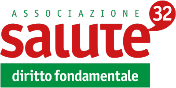 ASSOCIAZIONE
salute 32
diritto fondamentale